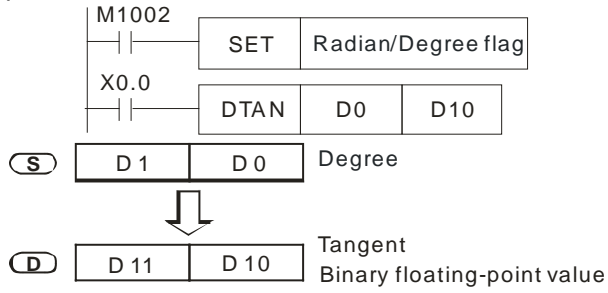 M1002
SET Radian/Degree flag
X0.0
DTAN D0 D10
S D 1 D 0 Degree
D D 11 D 10 Tangent
Binary floating-point value